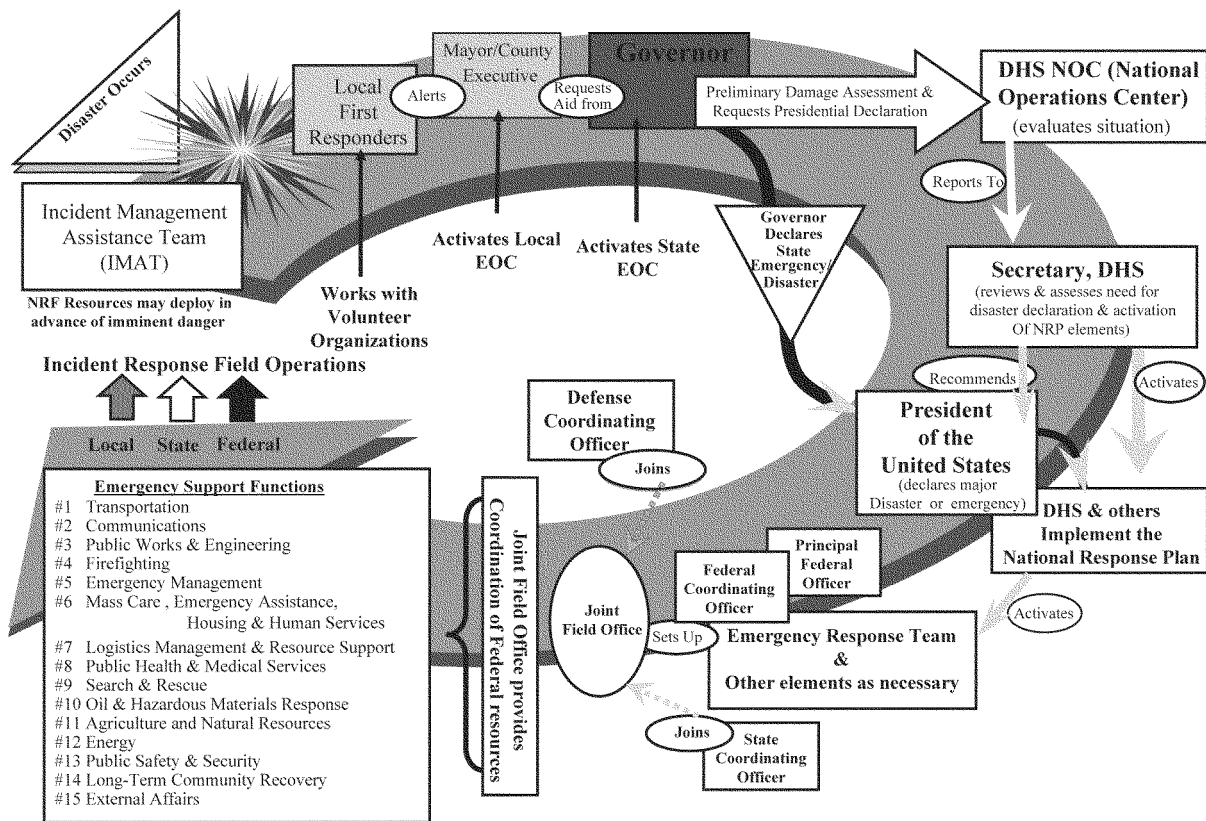 Disaster Occurs
Local
First
Responders
Alerts
Mayor/County
Executive
Requests
Aid from
Governor
Preliminary Damage Assessment &
Requests Presidential Declaration
DHS NOC (National
Operations Center)
(evaluates situation)
Reports To
Incident Management
Assistance Team
(IMAT)
NRF Resources may deploy in
advance of imminent danger
Works with
Volunteer
Organizations
Activates Local
EOC
Activates State
EOC
Governor
Declares
State
Emergency/
Disaster
Secretary, DHS
(reviews & assesses need for
disaster declaration & activation
Of NRP elements)
Recommends
Activates
President
of the
United States
(declares major
Disaster or emergency)
DHS & others
Implement the
National Response Plan
Activates
Principal
Federal
Officer
Federal
Coordinating
Officer
Emergency Response Team
&
Other elements as necessary
Sets Up
Joint
Field Office
Defense
Coordinating
Officer
Joins
Joins
State
Coordinating
Officer
Joint Field Office provides
Coordination of Federal resources
Incident Response Field Operations
Local State Federal
Emergency Support Functions
#1 Transportation
#2 Communications
#3 Public Works & Engineering
#4 Firefighting
#5 Emergency Management
#6 Mass Care , Emergency Assistance,
Housing & Human Services
#7 Logistics Management & Resource Support
#8 Public Health & Medical Services
#9 Search & Rescue
#10 Oil & Hazardous Materials Response
#11 Agriculture and Natural Resources
#12 Energy
#13 Public Safety & Security
#14 Long-Term Community Recovery
#15 External Affairs